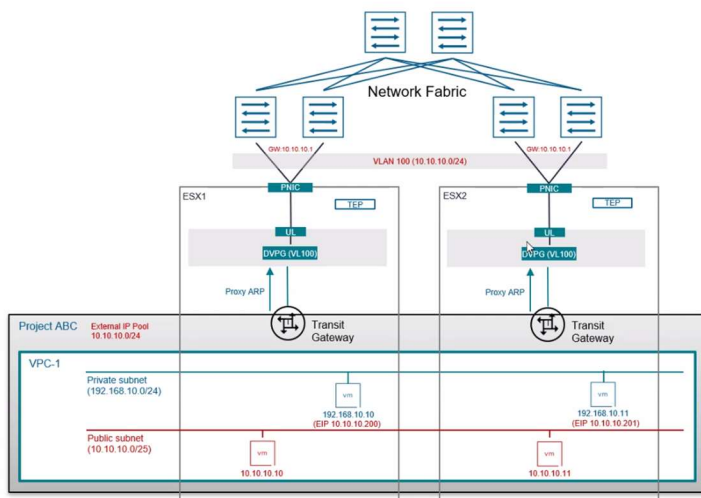 Network Fabric
GW:10.10.10.1
GW:10.10.10.1
VLAN 100 (10.10.10.0/24)
PNIC
PNIC
ESX1
ESX2
TEP
TEP
UL
UL
DVPG (VL100)
DVPG (VL100)
Proxy ARP
Proxy ARP
Project ABC
External IP Pool
10.10.10.0/24
Transit
Gateway
Transit
Gateway
VPC-1
Private subnet
(192.168.10.0/24)
vm
vm
192.168.10.10
(EIP 10.10.10.200)
192.168.10.11
(EIP 10.10.10.201)
Public subnet
(10.10.10.0/25)
vm
vm
10.10.10.10
10.10.10.11